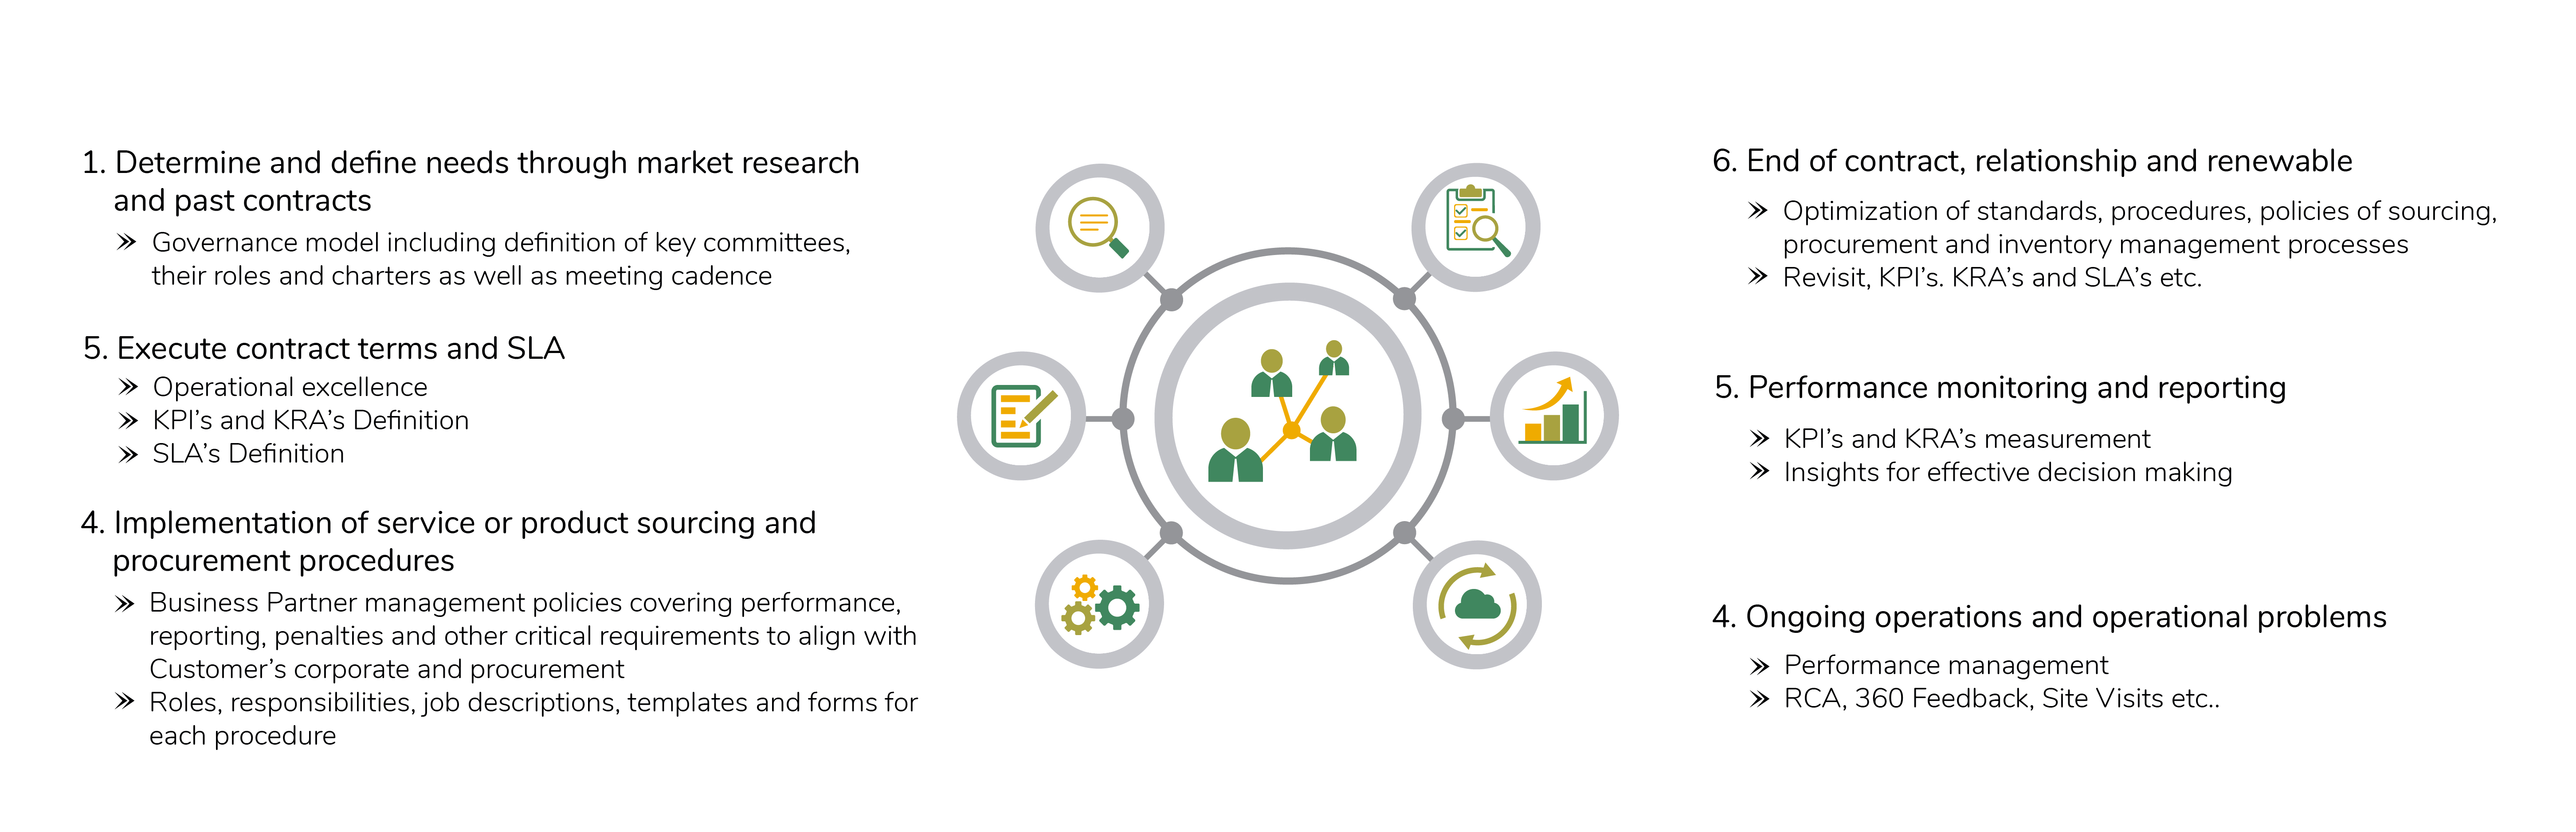 1. Determine and define needs through market research
and past contracts
» Governance model including definition of key committees,
their roles and charters as well as meeting cadence
5. Execute contract terms and SLA
» Operational excellence
» KPI’s and KRA’s Definition
» SLA’s Definition
4. Implementation of service or product sourcing and
procurement procedures
» Business Partner management policies covering performance,
reporting, penalties and other critical requirements to align with
Customer’s corporate and procurement
» Roles, responsibilities, job descriptions, templates and forms for
each procedure
6. End of contract, relationship and renewable
» Optimization of standards, procedures, policies of sourcing,
procurement and inventory management processes
» Revisit, KPI’s. KRA’s and SLA’s etc.
5. Performance monitoring and reporting
» KPI’s and KRA’s measurement
» Insights for effective decision making
4. Ongoing operations and operational problems
» Performance management
» RCA, 360 Feedback, Site Visits etc..